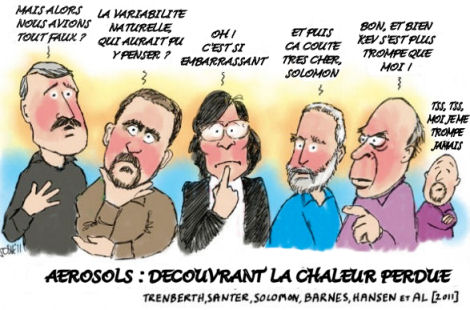 MAIS ALORS
NOUS AVIONS
TOUT FAUX ?
LA VARIABILITE
NATURELLE,
QUI AURAIT PU
Y PENSER ?
OH !
C'EST SI
EMBARRASSANT
ET PUIS
CA COUTE
TRES CHER,
SOLOMON
BON, ET BIEN
KEV S'EST PLUS
TROMPE QUE
MOI !
TSS, TSS,
MOI JE ME
TROMPE
JAMAIS
AEROSOLS : DECOUVRANT LA CHALEUR PERDUE
TRENBERTH,SANTER, SOLOMON, BARNES, HANSEN ET AL [2011]